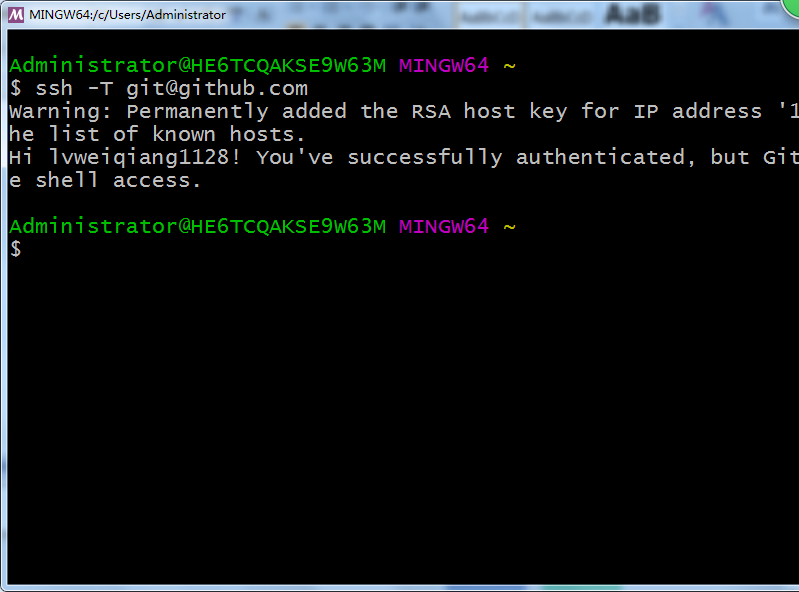 MINGW64:/c/Users/Administrator
AaB
Administrator@HE6TCQAKSE9W63M MINGW64 ~
$ ssh -T git@github.com
Warning: Permanently added the RSA host key for IP address '1
he list of known hosts.
Hi lvweiqiang1128! You've successfully authenticated, but Git
e shell access.
Administrator@HE6TCQAKSE9W63M MINGW64 ~
$